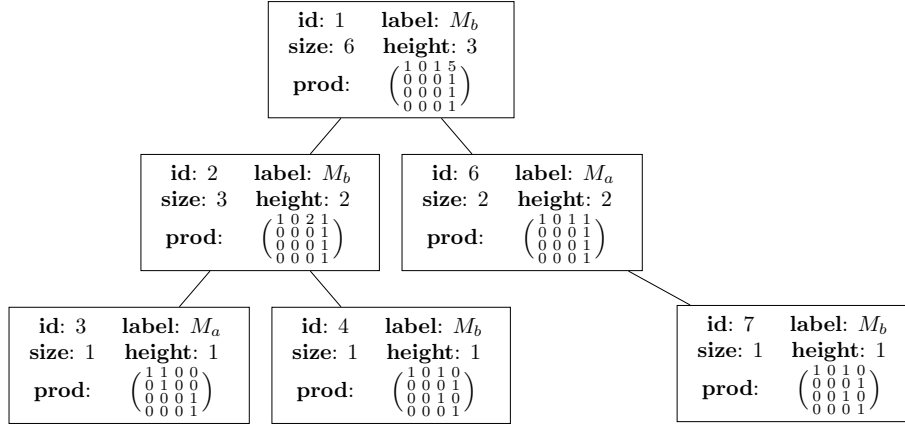 id: 1 label: M_b
size: 6 height: 3
prod:
1 0 1 5
0 0 0 1
0 0 0 1
0 0 0 1
id: 2 label: M_b
size: 3 height: 2
prod:
1 0 2 1
0 0 0 1
0 0 0 1
0 0 0 1
id: 6 label: M_a
size: 2 height: 2
prod:
1 0 1 1
0 0 0 1
0 0 0 1
0 0 0 1
id: 3 label: M_a
size: 1 height: 1
prod:
1 1 0 0
0 1 0 0
0 0 0 1
0 0 0 1
id: 4 label: M_b
size: 1 height: 1
prod:
1 0 1 0
0 0 0 1
0 0 1 0
0 0 0 1
id: 7 label: M_b
size: 1 height: 1
prod:
1 0 1 0
0 0 0 1
0 0 1 0
0 0 0 1